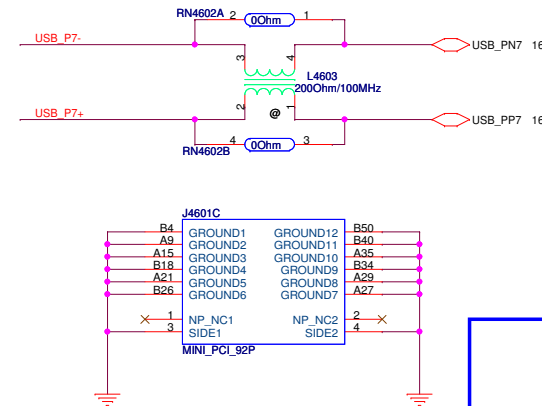 RN4602A 2 0Ohm 1
USB_P7- USB_PN7 16
3 4
L4603
200Ohm/100MHz
2 1
@
USB_P7+ USB_PP7 16
4 0Ohm 3
RN4602B
J4601C
B4 GROUND1 GROUND12 B50
A9 GROUND2 GROUND11 B40
A15 GROUND3 GROUND10 A35
B18 GROUND4 GROUND9 B34
A21 GROUND5 GROUND8 A29
B26 GROUND6 GROUND7 A27
1 NP_NC1 NP_NC2 2
3 SIDE1 SIDE2 4
MINI_PCI_92P